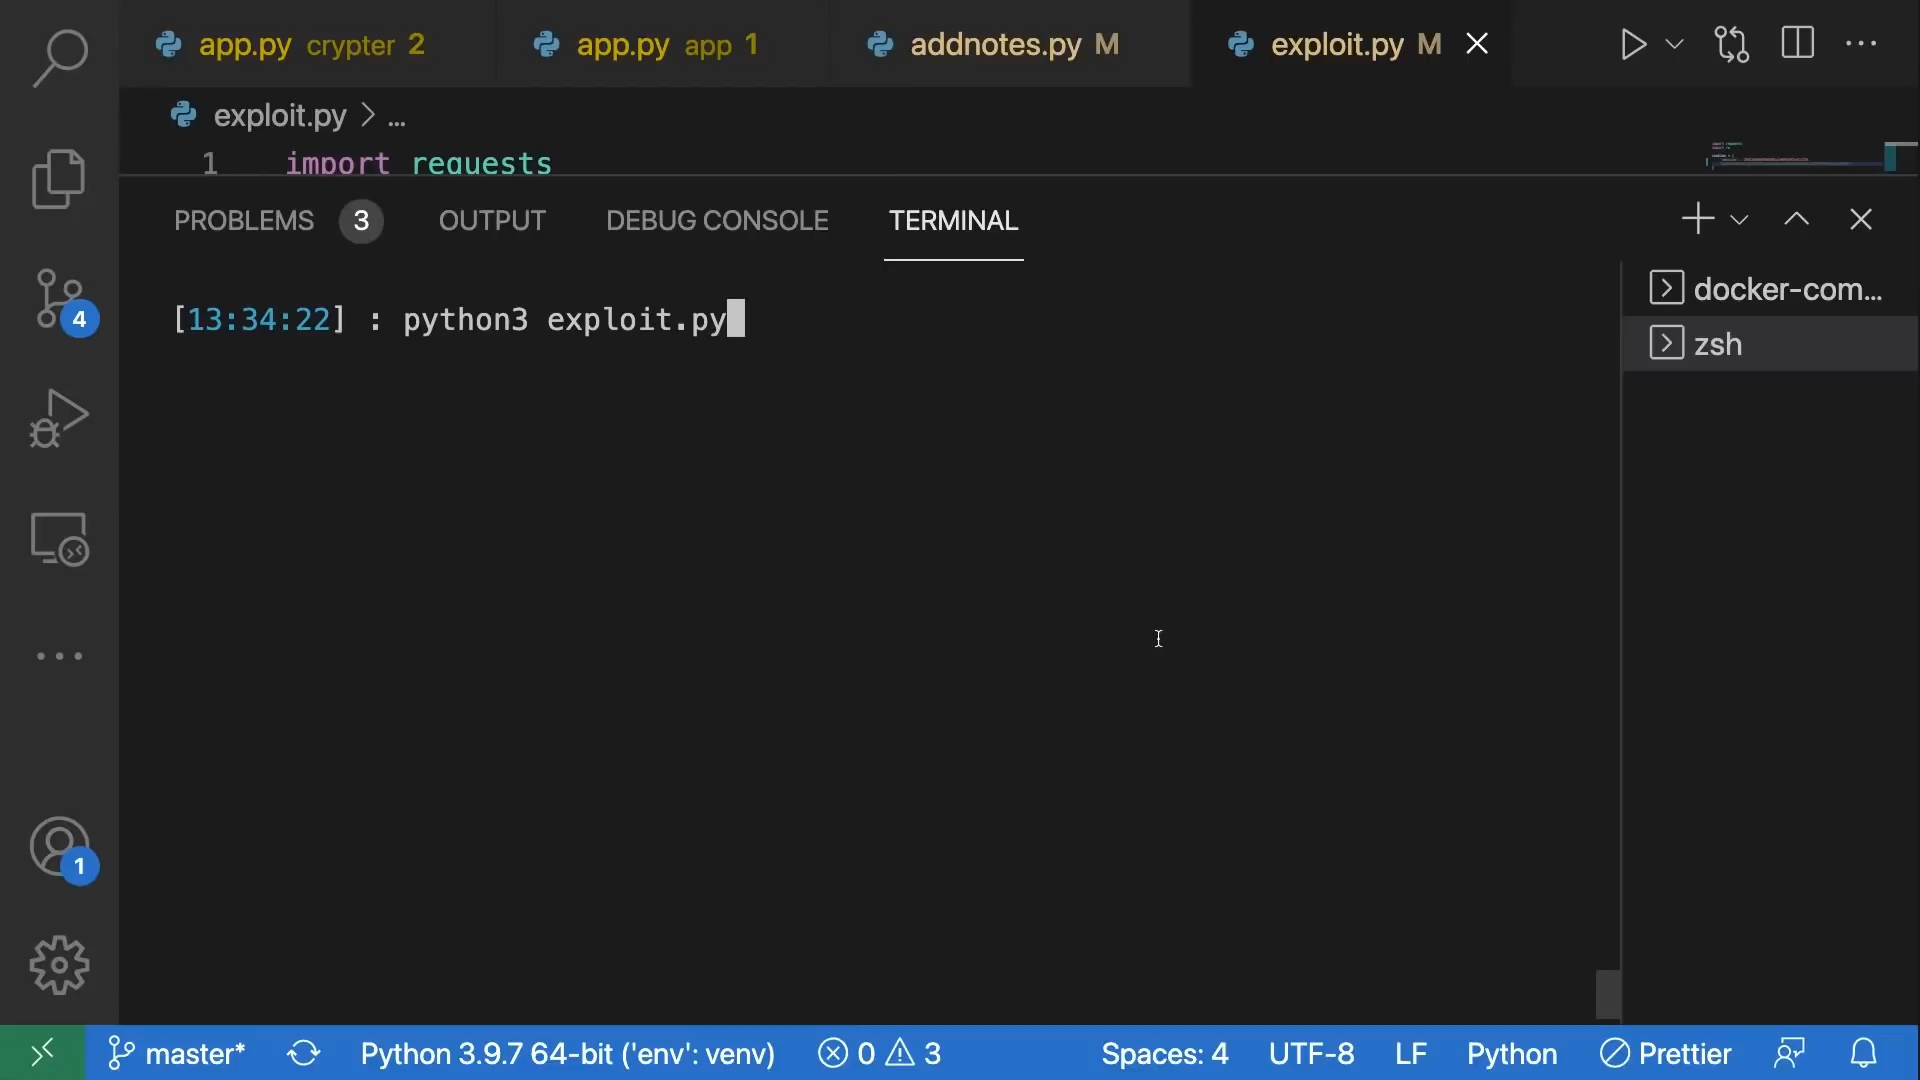 app.py crypter 2 app.py app 1 addnotes.py M exploit.py M
exploit.py > ...
1 import requests
PROBLEMS 3 OUTPUT DEBUG CONSOLE TERMINAL
[13:34:22] : python3 exploit.py
docker-com...
zsh
4
1
master* Python 3.9.7 64-bit ('env': venv) 0 3 Spaces: 4 UTF-8 LF Python Prettier